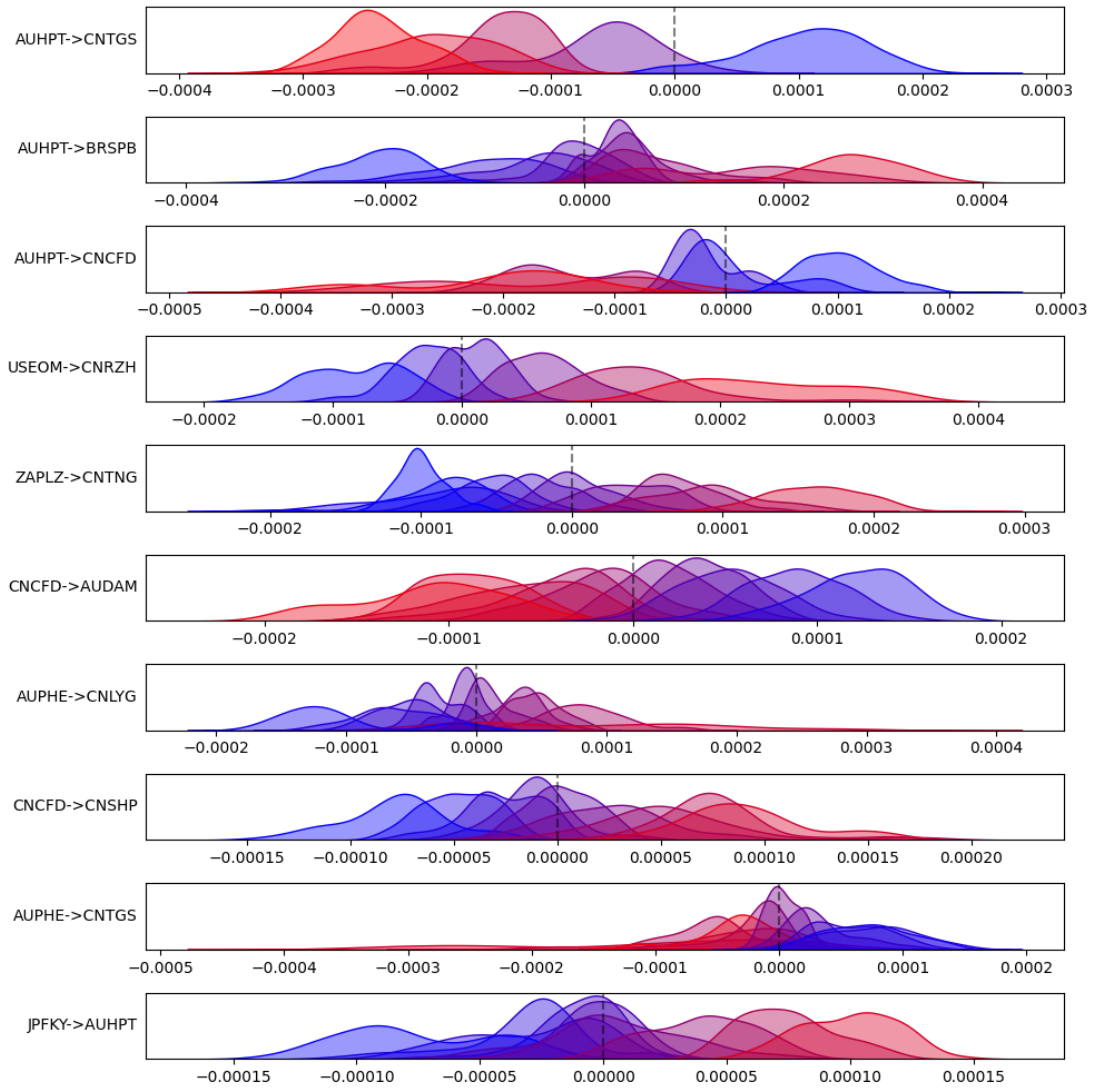 AUHPT->CNTGS
−0.0004 −0.0003 −0.0002 −0.0001 0.0000 0.0001 0.0002 0.0003
AUHPT->BRSPB
−0.0004 −0.0002 0.0000 0.0002 0.0004
AUHPT->CNCFD
−0.0005 −0.0004 −0.0003 −0.0002 −0.0001 0.0000 0.0001 0.0002 0.0003
USEOM->CNRZH
−0.0002 −0.0001 0.0000 0.0001 0.0002 0.0003 0.0004
ZAPLZ->CNTNG
−0.0002 −0.0001 0.0000 0.0001 0.0002 0.0003
CNCFD->AUDAM
−0.0002 −0.0001 0.0000 0.0001 0.0002
AUPHE->CNLYG
−0.0002 −0.0001 0.0000 0.0001 0.0002 0.0003 0.0004
CNCFD->CNSHP
−0.00015 −0.00010 −0.00005 0.00000 0.00005 0.00010 0.00015 0.00020
AUPHE->CNTGS
−0.0005 −0.0004 −0.0003 −0.0002 −0.0001 0.0000 0.0001 0.0002
JPFKY->AUHPT
−0.00015 −0.00010 −0.00005 0.00000 0.00005 0.00010 0.00015